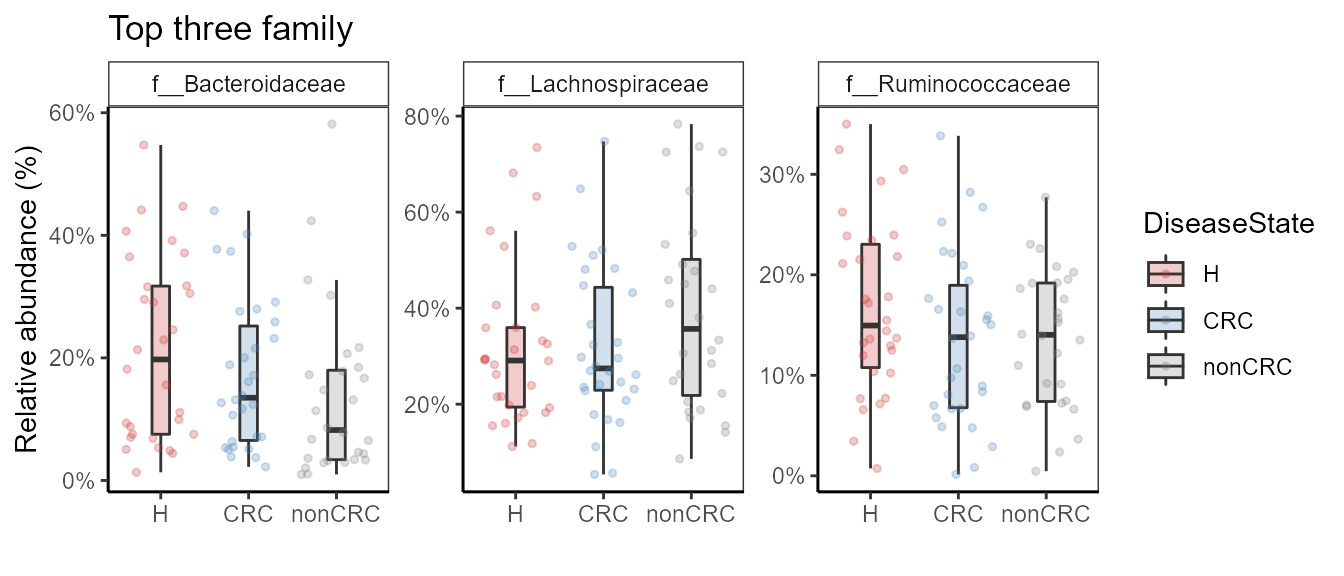 Top three family
f__Bacteroidaceae
f__Lachnospiraceae
f__Ruminococcaceae
Relative abundance (%)
60%
40%
20%
0%
80%
60%
40%
20%
30%
20%
10%
0%
H
CRC
nonCRC
H
CRC
nonCRC
H
CRC
nonCRC
DiseaseState
H
CRC
nonCRC